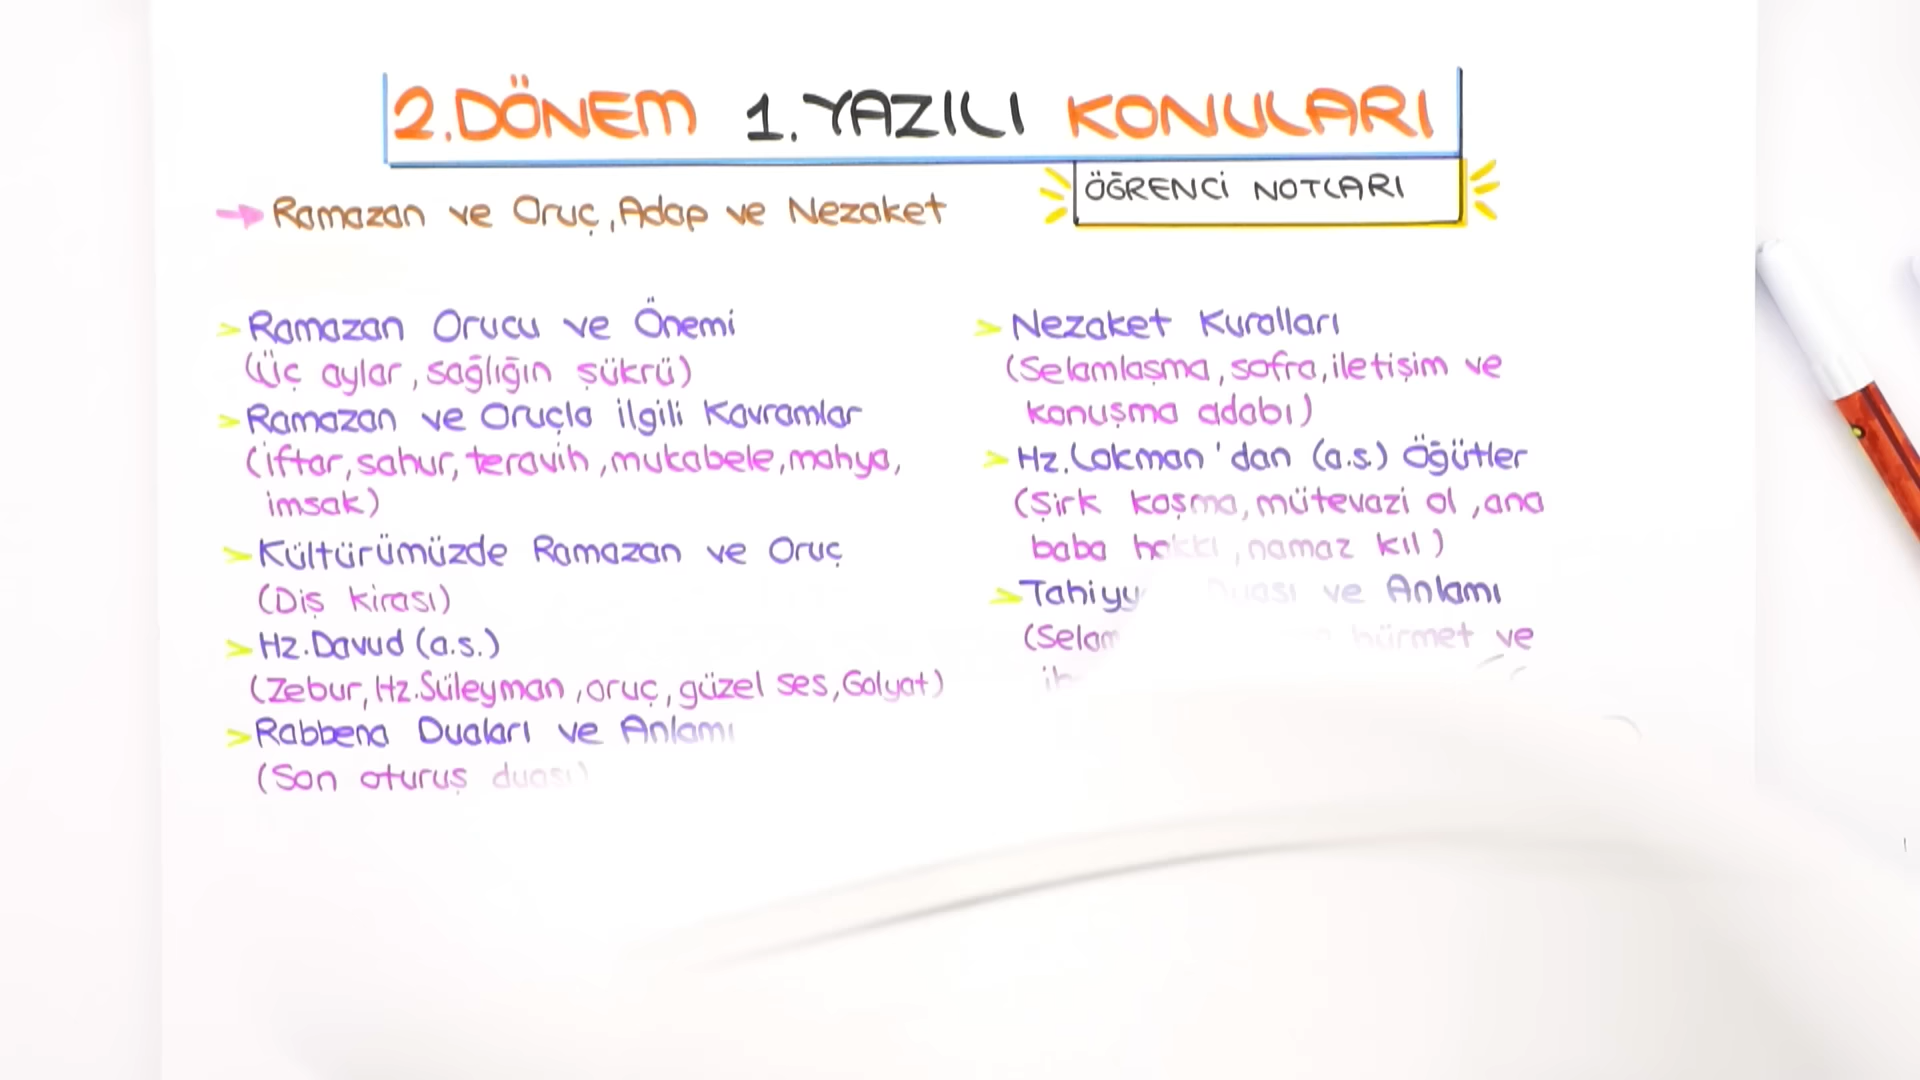 2.DÖNEM 1.YAZILI KONULARI
ÖĞRENCİ NOTLARI
Ramazan ve Oruç, Adap ve Nezaket
> Ramazan Orucu ve Önemi
(Üç aylar, sağlığın şükrü)
> Ramazan ve Oruçla ilgili Kavramlar
(iftar, sahur, teravih, mukabele, mahya,
imsak)
> Kültürümüzde Ramazan ve Oruç
(Diş kirası)
> Hz.Davud (a.s.)
(Zebur, Hz.Süleyman, oruç, güzel ses, Golyat)
> Rabbena Duaları ve Anlamı
(Son oturuş duası)
> Nezaket Kuralları
(Selamlaşma, sofra, iletişim ve
konuşma adabı)
> Hz.Lokman'dan (a.s.) Öğütler
(Şirk koşma, mütevazi ol, ana
baba hakkı, namaz kıl)
> Duası ve Anlamı
hürmet ve